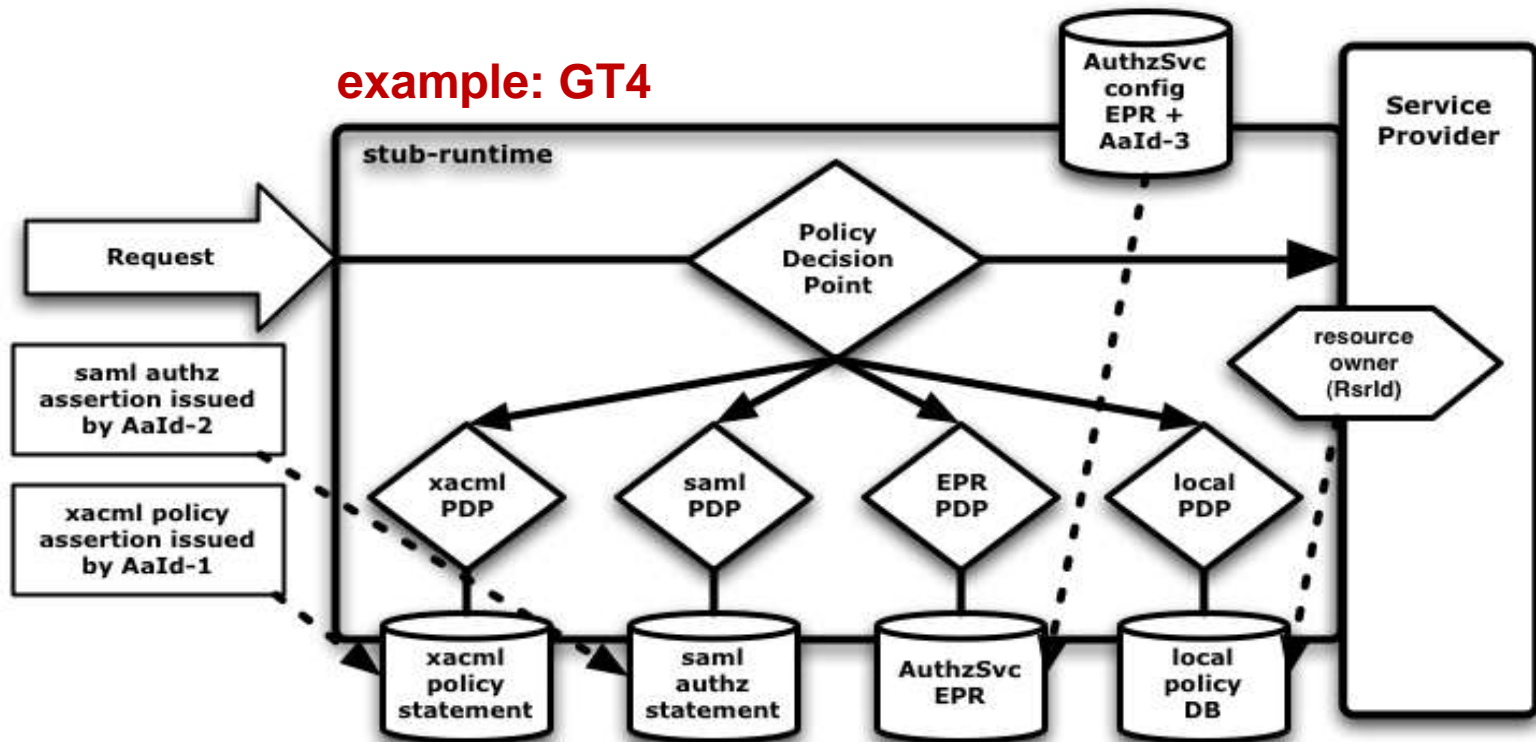 example: GT4
AuthzSvc
config
EPR +
AaId-3
Service
Provider
stub-runtime
Request
Policy
Decision
Point
resource
owner
(RsrId)
saml authz
assertion issued
by AaId-2
xacml policy
assertion issued
by AaId-1
xacml
PDP
saml
PDP
EPR
PDP
local
PDP
xacml
policy
statement
saml
authz
statement
AuthzSvc
EPR
local
policy
DB